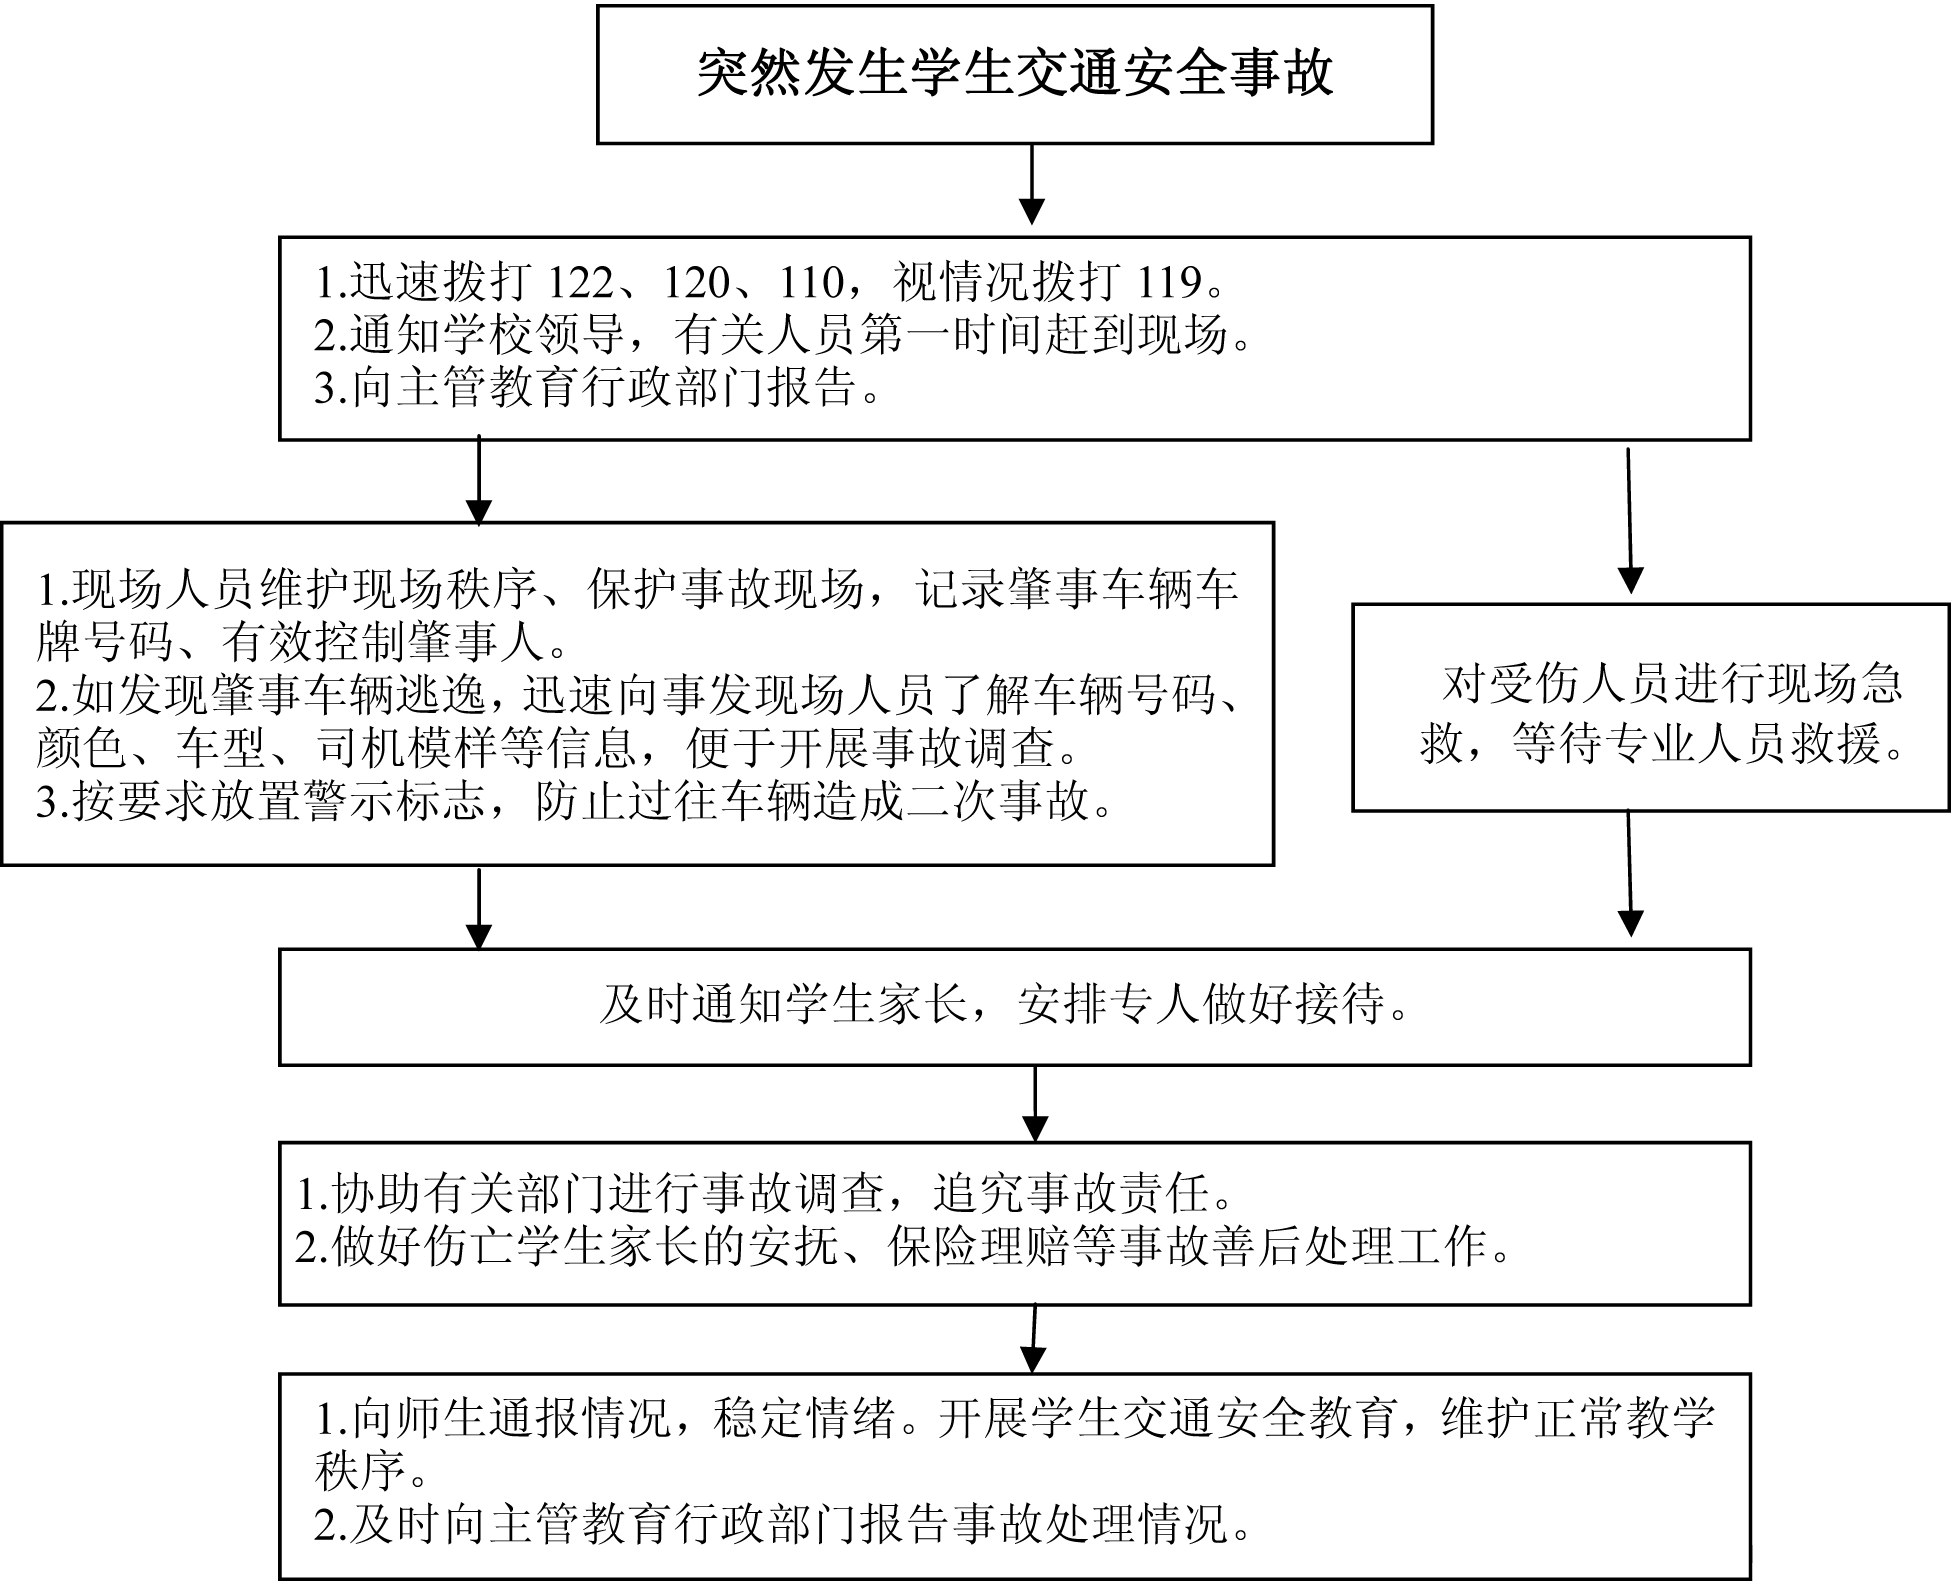 突然发生学生交通安全事故
1.迅速拨打 122、120、110，视情况拨打 119。
2.通知学校领导，有关人员第一时间赶到现场。
3.向主管教育行政部门报告。
1.现场人员维护现场秩序、保护事故现场，记录肇事车辆车
牌号码、有效控制肇事人。
2.如发现肇事车辆逃逸，迅速向事发现场人员了解车辆号码、
颜色、车型、司机模样等信息，便于开展事故调查。
3.按要求放置警示标志，防止过往车辆造成二次事故。
对受伤人员进行现场急
救，等待专业人员救援。
及时通知学生家长，安排专人做好接待。
1.协助有关部门进行事故调查，追究事故责任。
2.做好伤亡学生家长的安抚、保险理赔等事故善后处理工作。
1.向师生通报情况，稳定情绪。开展学生交通安全教育，维护正常教学
秩序。
2.及时向主管教育行政部门报告事故处理情况。